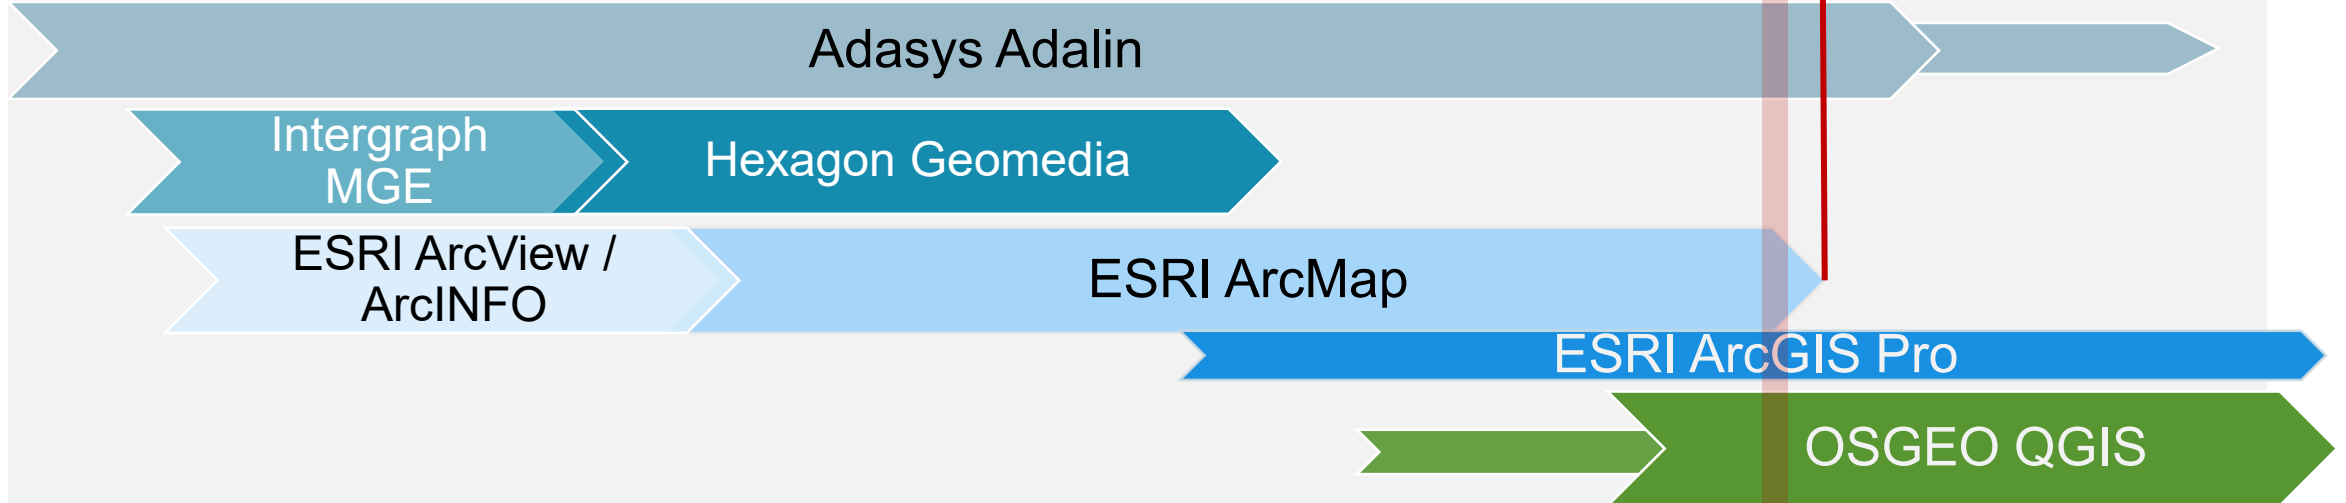 Adasys Adalin
Intergraph
MGE
Hexagon Geomedia
ESRI ArcView /
ArcINFO
ESRI ArcMap
ESRI ArcGIS Pro
OSGEO QGIS